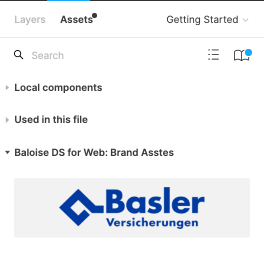 Layers Assets Getting Started
Search
Local components
Used in this file
Baloise DS for Web: Brand Asstes
Basler
Versicherungen